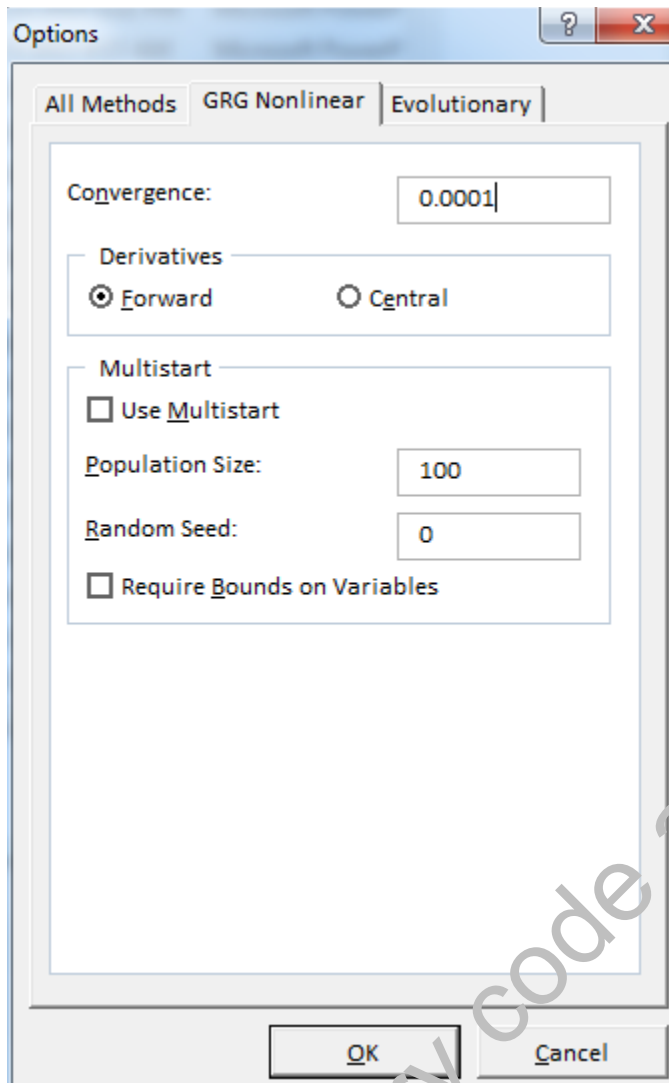 Options
All Methods GRG Nonlinear Evolutionary
Convergence: 0.0001
Derivatives
Forward Central
Multistart
Use Multistart
Population Size: 100
Random Seed: 0
Require Bounds on Variables
code
OK Cancel